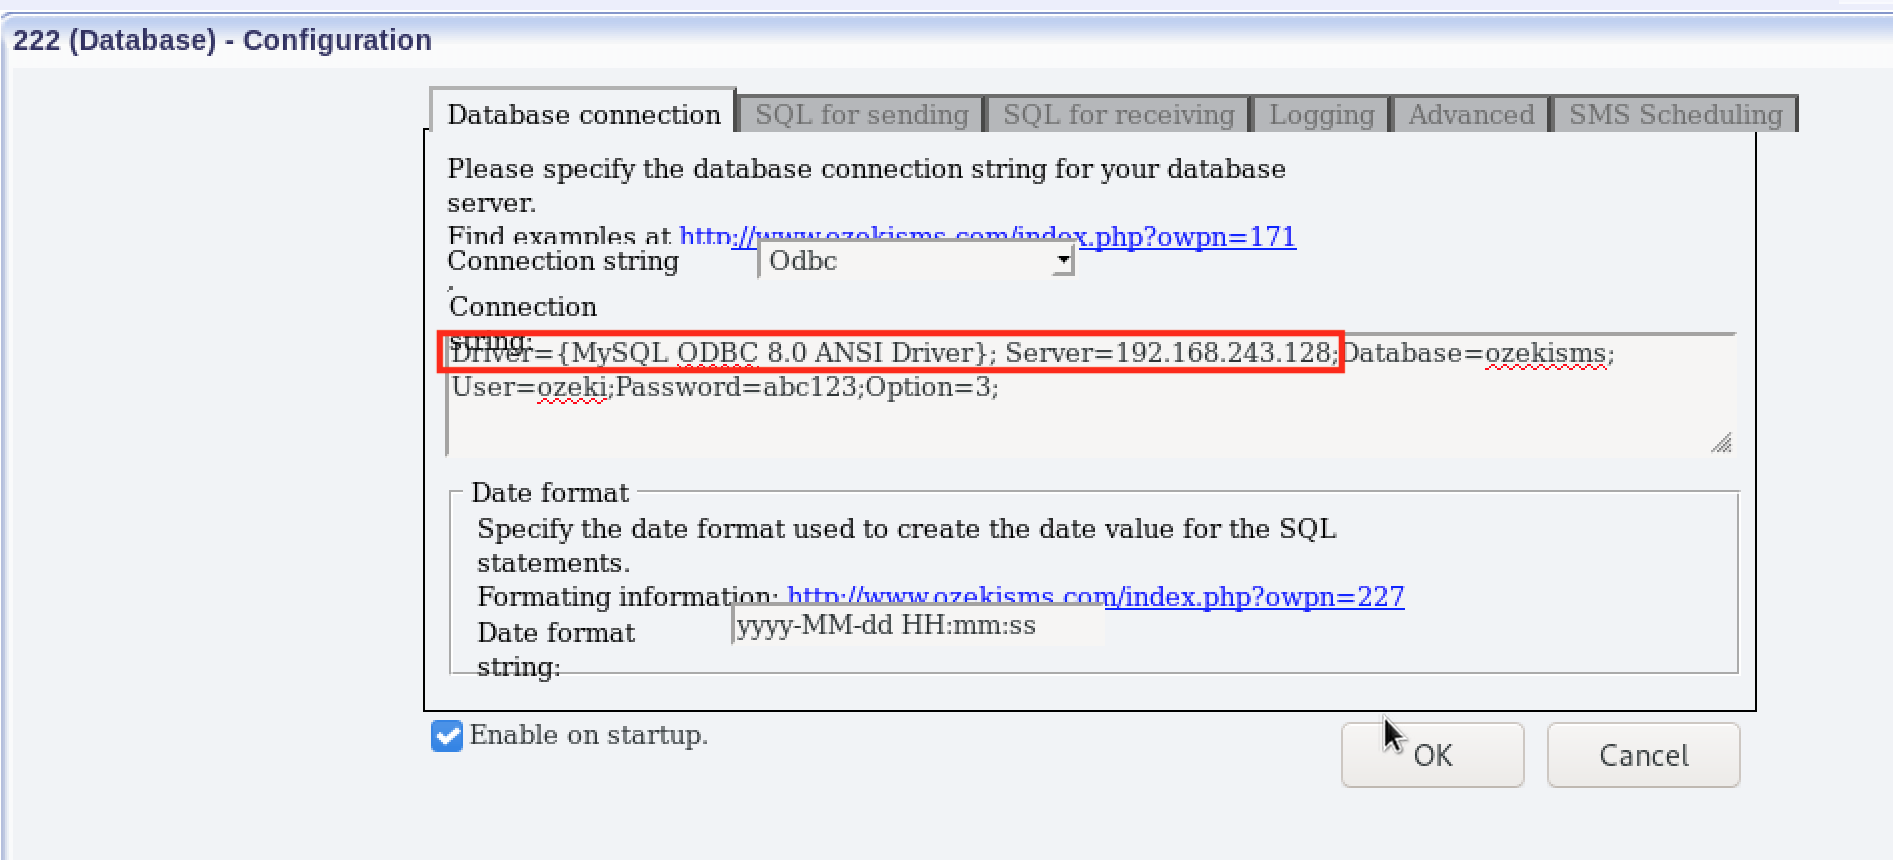 222 (Database) - Configuration
Database connection
SQL for sending
SQL for receiving
Logging
Advanced
SMS Scheduling
Please specify the database connection string for your database
server.
Find examples at http://www.ozekisms.com/index.php?owpn=171
Connection string
Odbc
Connection
string:
Driver={MySQL ODBC 8.0 ANSI Driver}; Server=192.168.243.128;Database=ozekisms;
User=ozeki;Password=abc123;Option=3;
Date format
Specify the date format used to create the date value for the SQL
statements.
Formating information: http://www.ozekisms.com/index.php?owpn=227
Date format
string:
yyyy-MM-dd HH:mm:ss
Enable on startup.
OK
Cancel